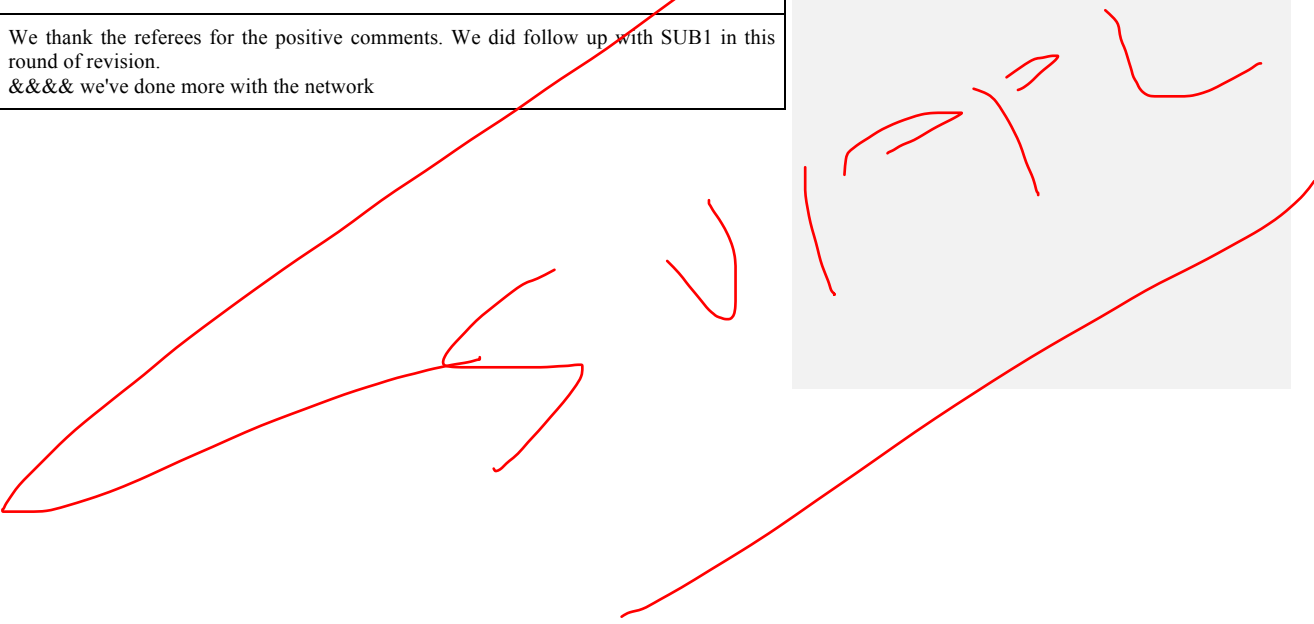 We thank the referees for the positive comments. We did follow up with SUB1 in this
round of revision.
&&&& we've done more with the network